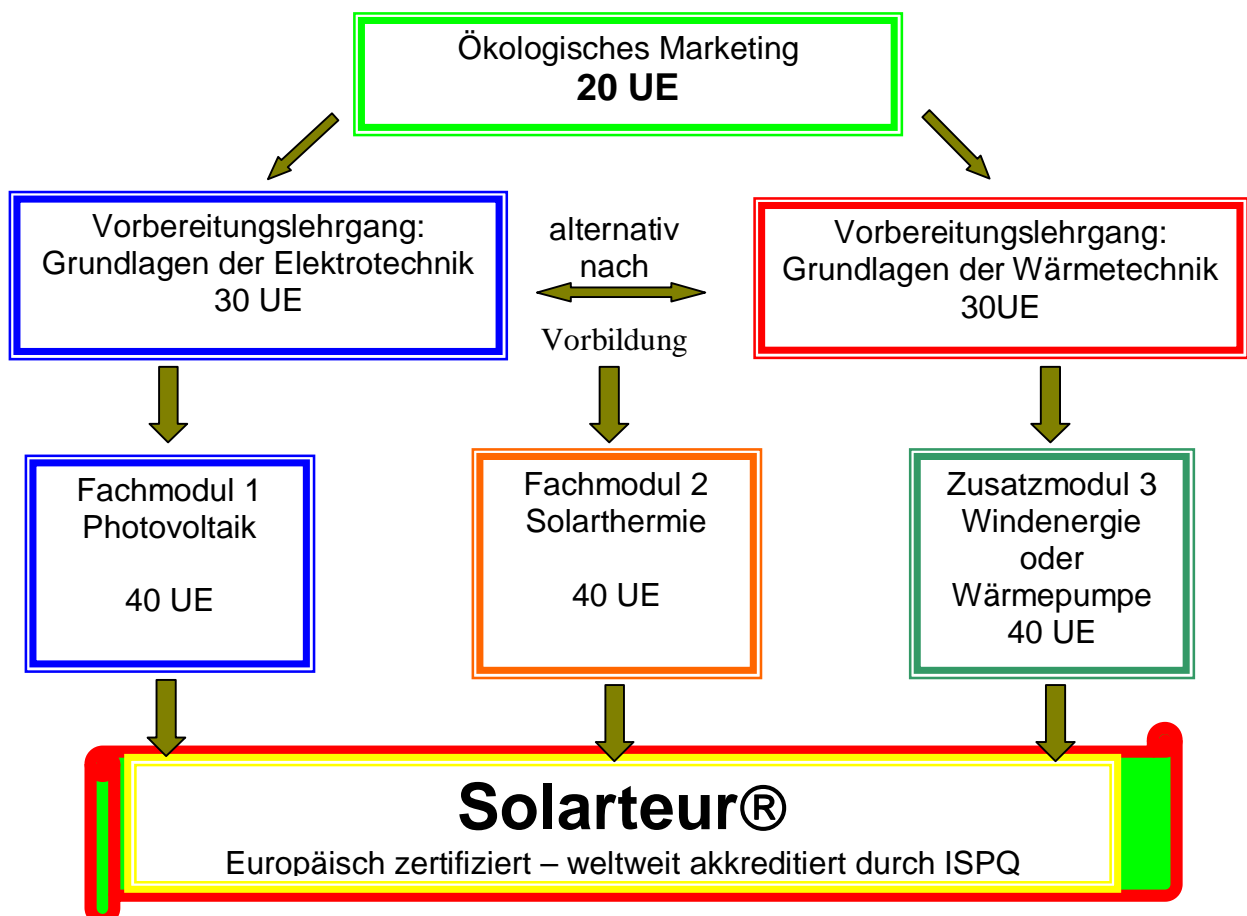 Ökologisches Marketing
20 UE
Vorbereitungslehrgang:
Grundlagen der Elektrotechnik
30 UE
alternativ
nach
Vorbildung
Vorbereitungslehrgang:
Grundlagen der Wärmetechnik
30UE
Fachmodul 1
Photovoltaik
40 UE
Fachmodul 2
Solarthermie
40 UE
Zusatzmodul 3
Windenergie
oder
Wärmepumpe
40 UE
Solarteur®
Europäisch zertifiziert – weltweit akkreditiert durch ISPQ